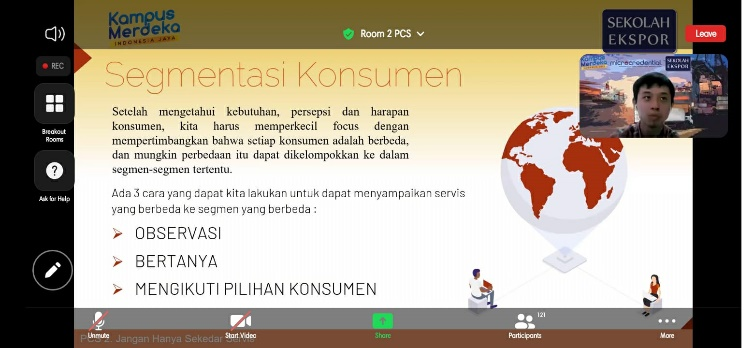 Kampus
Merdeka
INDONESIA JAYA
Room 2 PCS
SEKOLAH
EKSPOR
Leave
REC
Segmentasi Konsumen
Merdeka microcredential SEKOLAH
EKSPOR
Breakout
Rooms
Ask for Help
Setelah mengetahui kebutuhan, persepsi dan harapan
konsumen, kita harus memperkecil focus dengan
mempertimbangkan bahwa setiap konsumen adalah berbeda,
dan mungkin perbedaan itu dapat dikelompokkan ke dalam
segmen-segmen tertentu.
Ada 3 cara yang dapat kita lakukan untuk dapat menyampaikan servis
yang berbeda ke segmen yang berbeda :
➢ OBSERVASI
➢ BERTANYA
➢ MENGIKUTI PILIHAN KONSUMEN
Unmute
Start Video
Share
121
Participants
More
PCS 2. Jangan Hanya Sekedar